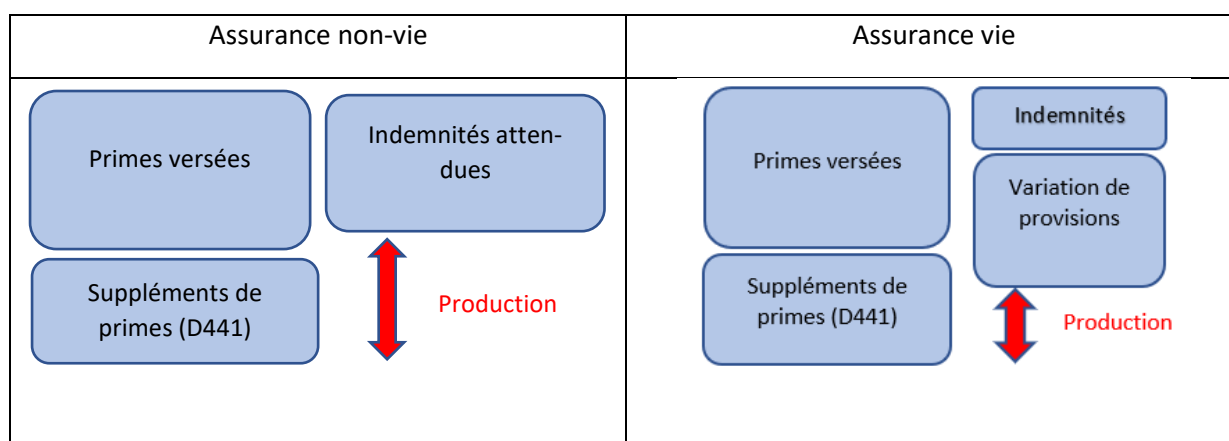 Assurance non-vie
Assurance vie
Primes versées
Indemnités atten-
dues
Suppléments de
primes (D441)
Production
Primes versées
Indemnités
Variation de
provisions
Suppléments de
primes (D441)
Production